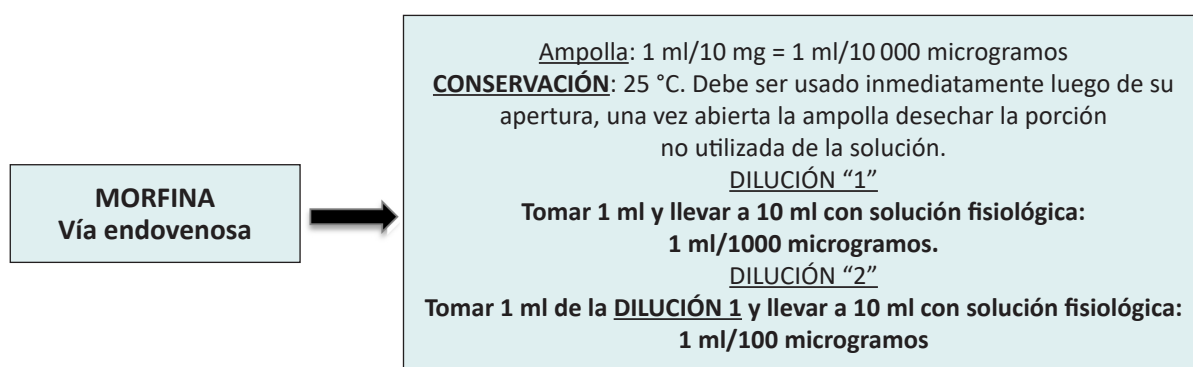 MORFINA
Vía endovenosa
Ampolla: 1 ml/10 mg = 1 ml/10 000 microgramos
CONSERVACIÓN: 25 °C. Debe ser usado inmediatamente luego de su
apertura, una vez abierta la ampolla desechar la porción
no utilizada de la solución.
DILUCIÓN “1”
Tomar 1 ml y llevar a 10 ml con solución fisiológica:
1 ml/1000 microgramos.
DILUCIÓN “2”
Tomar 1 ml de la DILUCIÓN 1 y llevar a 10 ml con solución fisiológica:
1 ml/100 microgramos